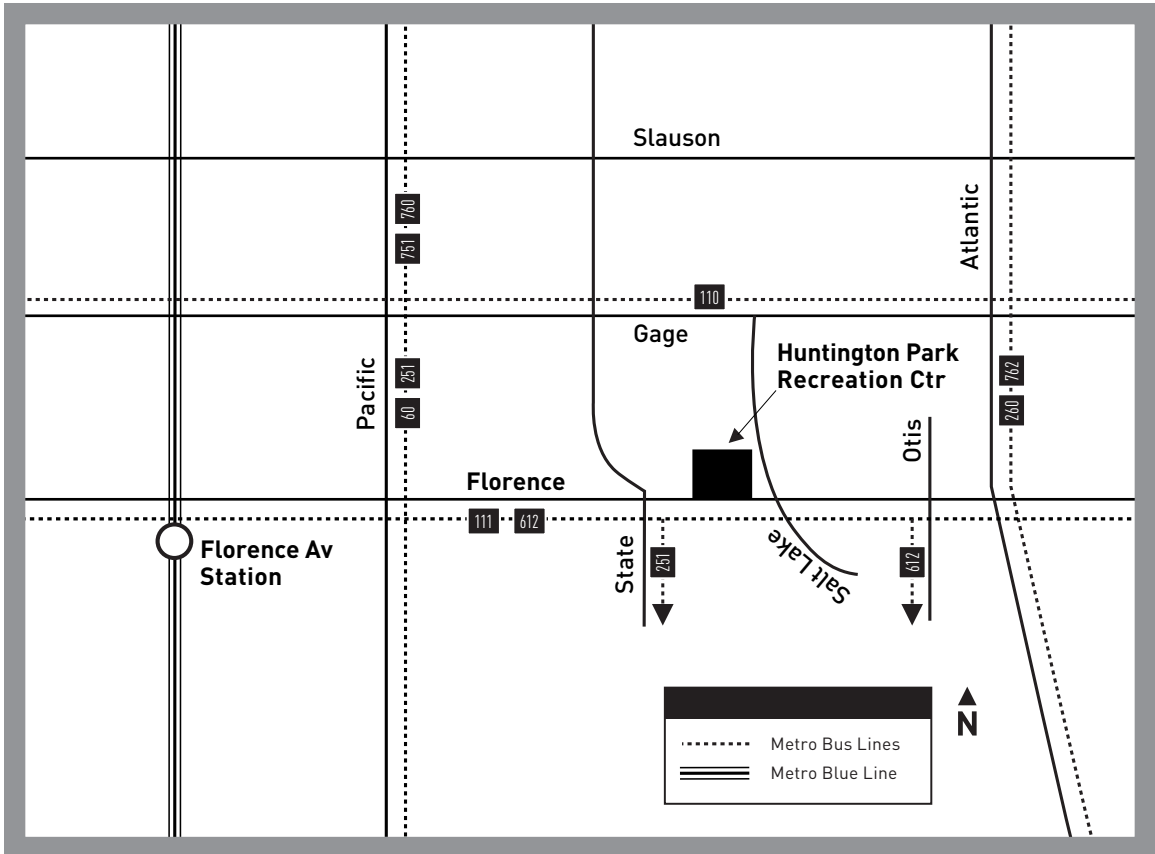 Slauson
760
751
Atlantic
110
Gage
Huntington Park
Recreation Ctr
Pacific
251
60
762
260
Otis
Florence
111
612
Florence Av
Station
State
251
Salt Lake
612
N
Metro Bus Lines
Metro Blue Line